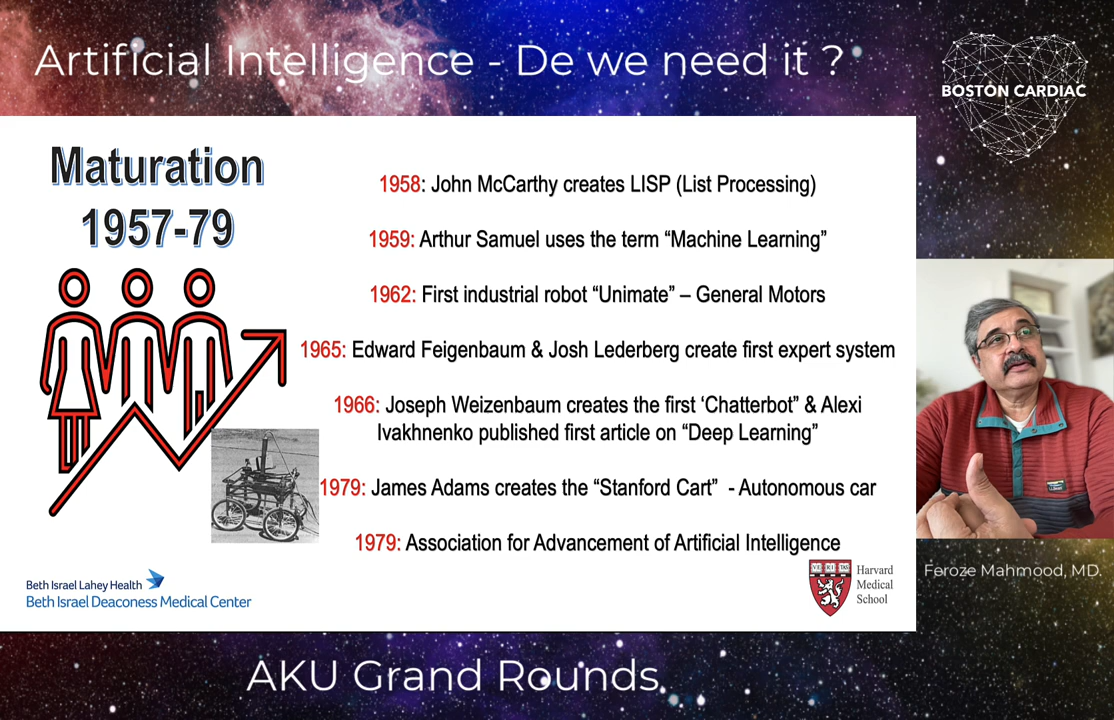 Artificial Intelligence - De we need it ?
BOSTON CARDIAC
Maturation
1957-79
1958: John McCarthy creates LISP (List Processing)
1959: Arthur Samuel uses the term “Machine Learning”
1962: First industrial robot “Unimate” – General Motors
1965: Edward Feigenbaum & Josh Lederberg create first expert system
1966: Joseph Weizenbaum creates the first ‘Chatterbot” & Alexi
Ivakhnenko published first article on “Deep Learning”
1979: James Adams creates the “Stanford Cart” - Autonomous car
1979: Association for Advancement of Artificial Intelligence
Beth Israel Lahey Health
Beth Israel Deaconess Medical Center
VE RI TAS
Harvard
Medical
School
Feroze Mahmood, MD.
AKU Grand Rounds